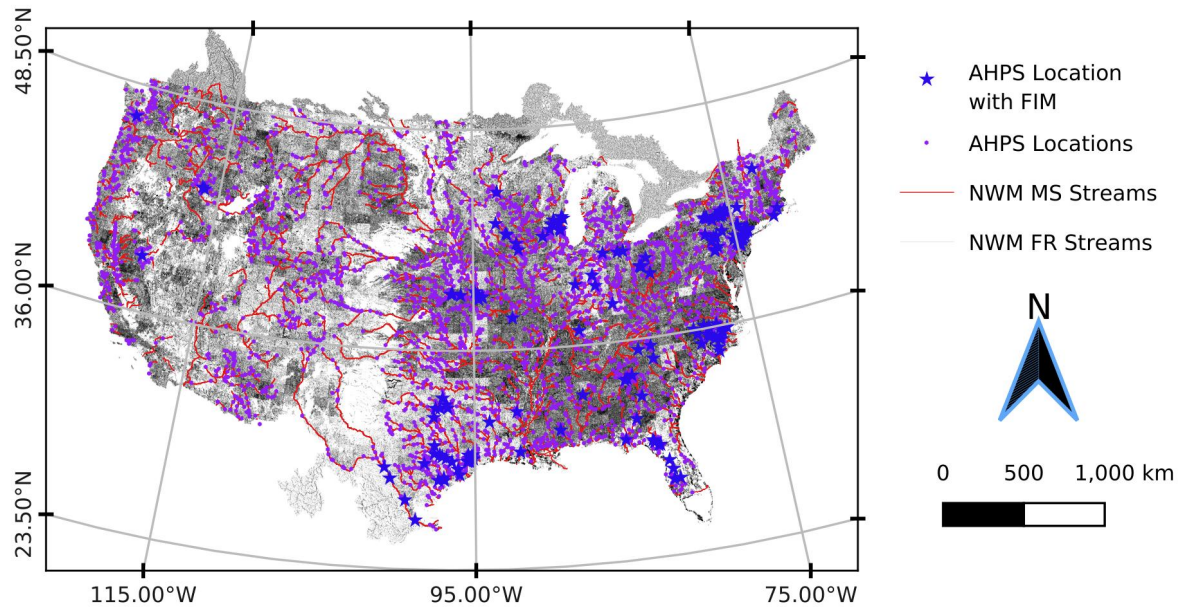 48.50°N
36.00°N
23.50°N
115.00°W
95.00°W
75.00°W
AHPS Location
with FIM
AHPS Locations
NWM MS Streams
NWM FR Streams
N
0 500 1,000 km